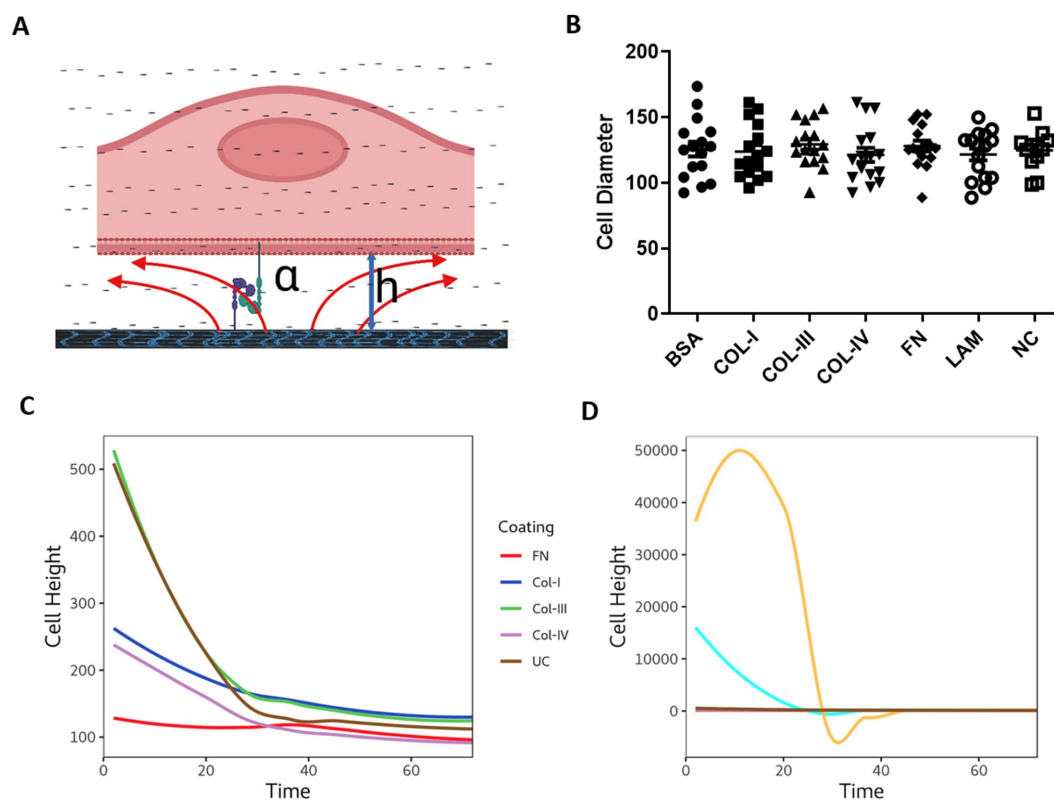 A
α
h
B
200
150
100
50
0
Cell Diameter
BSA
COL-I
COL-III
COL-IV
FN
LAM
NC
C
500
400
300
200
100
Cell Height
0
20
40
60
Time
Coating
FN
Col-I
Col-III
Col-IV
UC
D
50000
40000
30000
20000
10000
0
Cell Height
0
20
40
60
Time